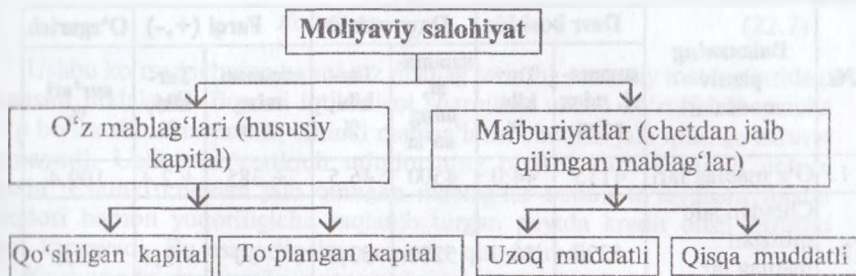 Moliyaviy salohiyat
O‘z mablag‘lari (hususiy
kapital)
Majburiyatlar (chetdan jalb
qilingan mablag‘lar)
Qo‘shilgan kapital
To‘plangan kapital
Uzoq muddatli
Qisqa muddatli